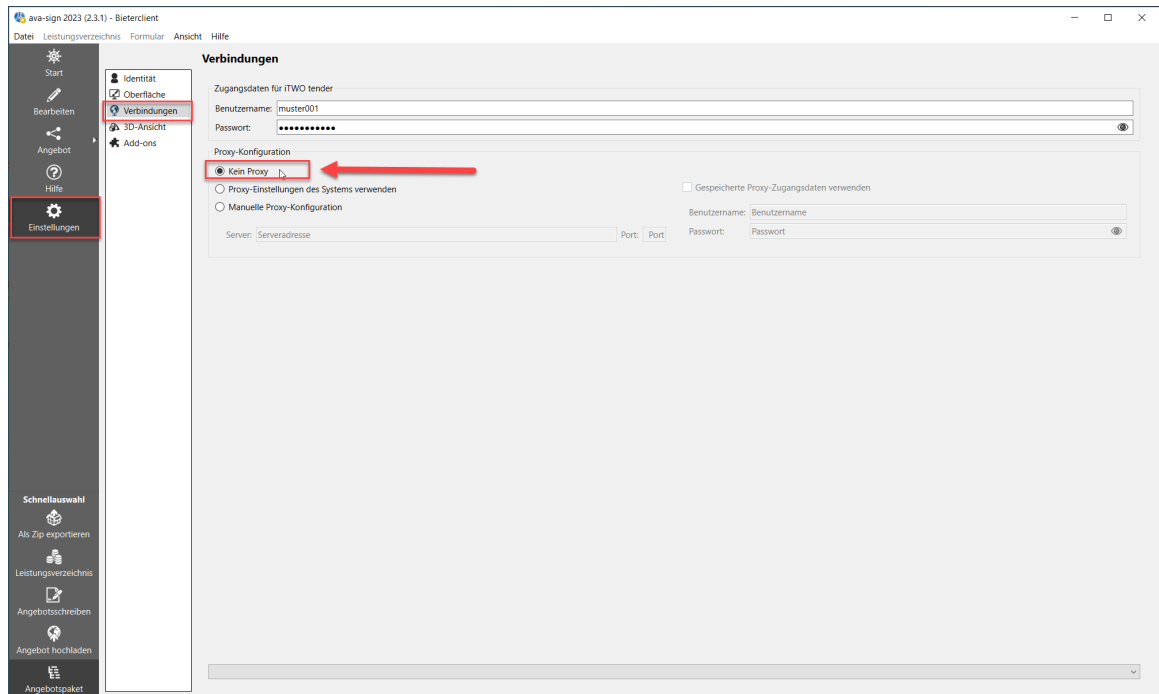 ava-sign 2023 (2.3.1) - Bieterclient
Datei Leistungsverzeichnis Formular Ansicht Hilfe
Start
Bearbeiten
Angebot
Hilfe
Einstellungen
Schnellauswahl
Als Zip exportieren
Leistungsverzeichnis
Angebotsschreiben
Angebot hochladen
Angebotspaket
Identität
Oberfläche
Verbindungen
3D-Ansicht
Add-ons
Verbindungen
Zugangsdaten für iTWO tender
Benutzername: muster001
Passwort: ●●●●●●●●●●●
Proxy-Konfiguration
Kein Proxy
Proxy-Einstellungen des Systems verwenden
Manuelle Proxy-Konfiguration
Server: Serveradresse Port: Port
Gespeicherte Proxy-Zugangsdaten verwenden
Benutzername: Benutzername
Passwort: Passwort